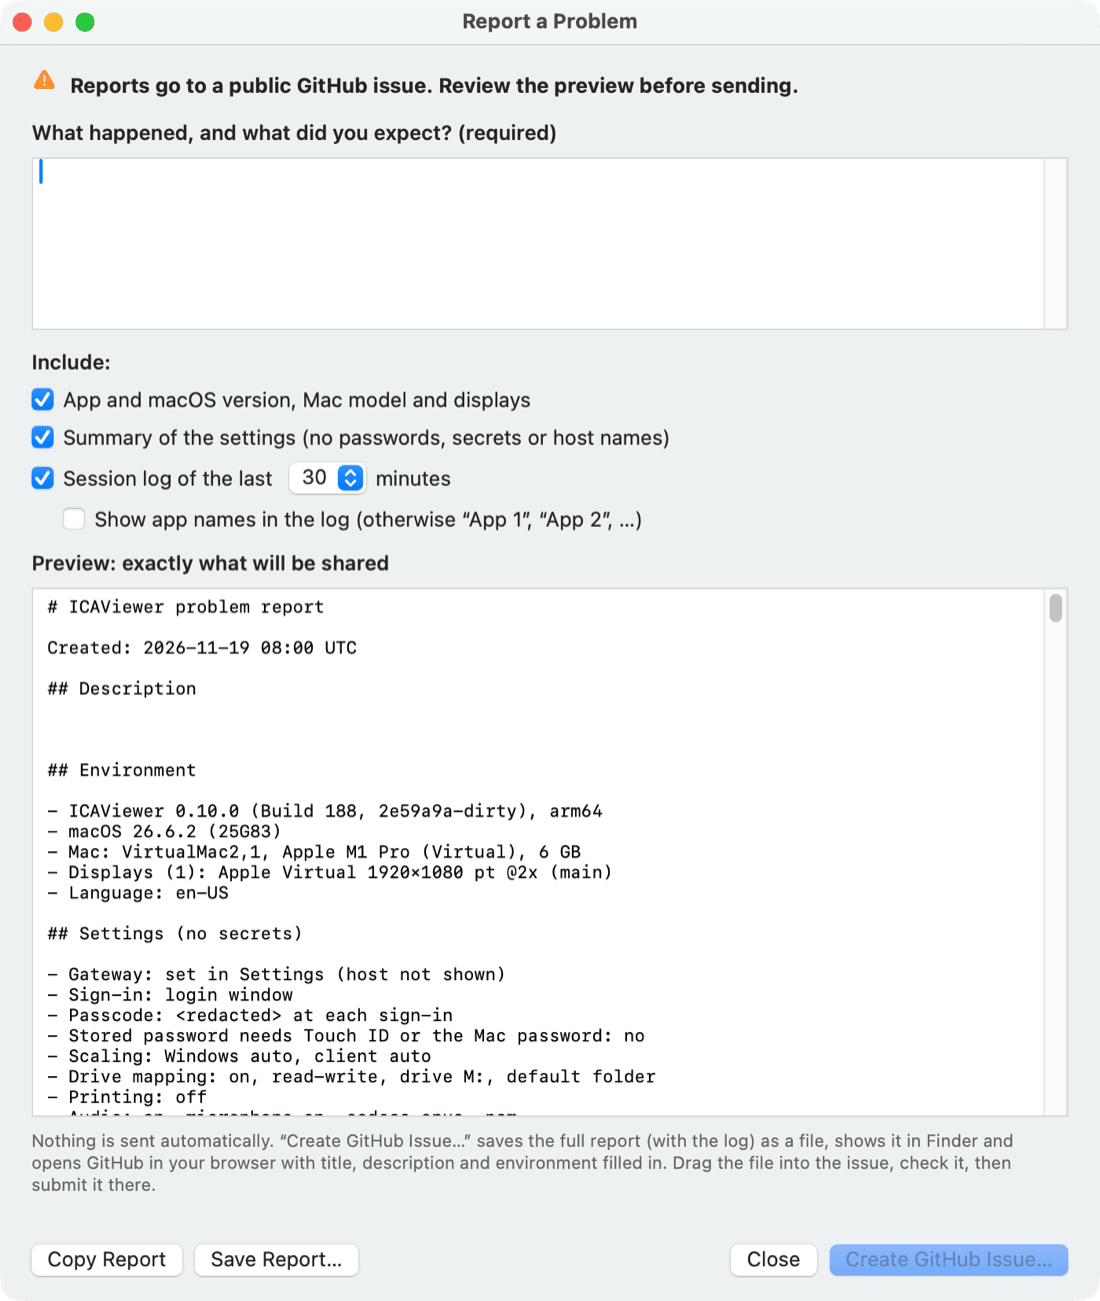 Report a Problem
Reports go to a public GitHub issue. Review the preview before sending.
What happened, and what did you expect? (required)
Include:
App and macOS version, Mac model and displays
Summary of the settings (no passwords, secrets or host names)
Session log of the last 30 minutes
Show app names in the log (otherwise “App 1”, “App 2”, …)
Preview: exactly what will be shared
# ICAViewer problem report
Created: 2026-11-19 08:00 UTC
## Description
## Environment
- ICAViewer 0.10.0 (Build 188, 2e59a9a-dirty), arm64
- macOS 26.6.2 (25G83)
- Mac: VirtualMac2,1, Apple M1 Pro (Virtual), 6 GB
- Displays (1): Apple Virtual 1920×1080 pt @2x (main)
- Language: en-US
## Settings (no secrets)
- Gateway: set in Settings (host not shown)
- Sign-in: login window
- Passcode: <redacted> at each sign-in
- Stored password needs Touch ID or the Mac password: no
- Scaling: Windows auto, client auto
- Drive mapping: on, read-write, drive M:, default folder
- Printing: off
Nothing is sent automatically. “Create GitHub Issue…” saves the full report (with the log) as a file, shows it in Finder and
opens GitHub in your browser with title, description and environment filled in. Drag the file into the issue, check it, then
submit it there.
Copy Report
Save Report…
Close
Create GitHub Issue…